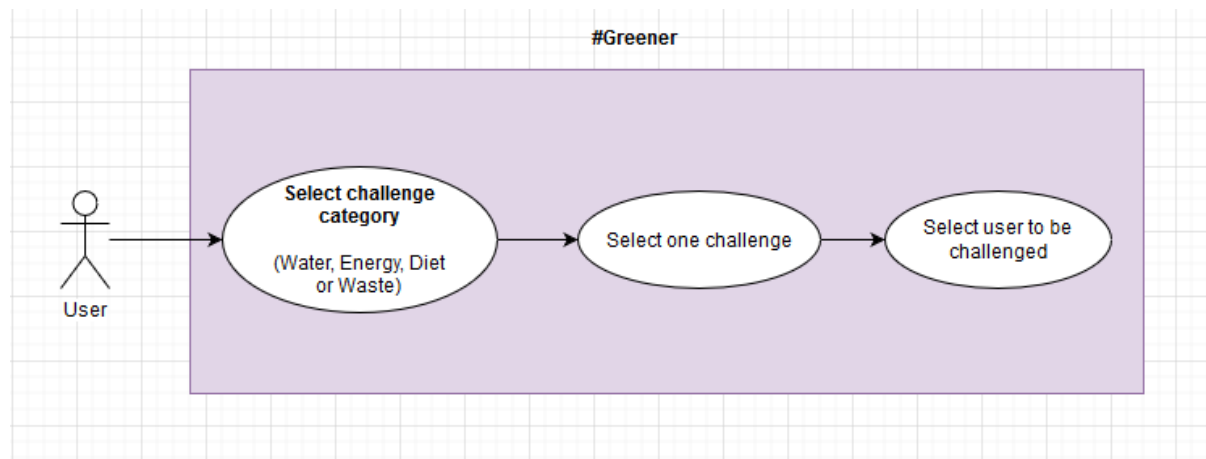 #Greener
Select challenge
category
(Water, Energy, Diet
or Waste)
Select one challenge
Select user to be
challenged
User